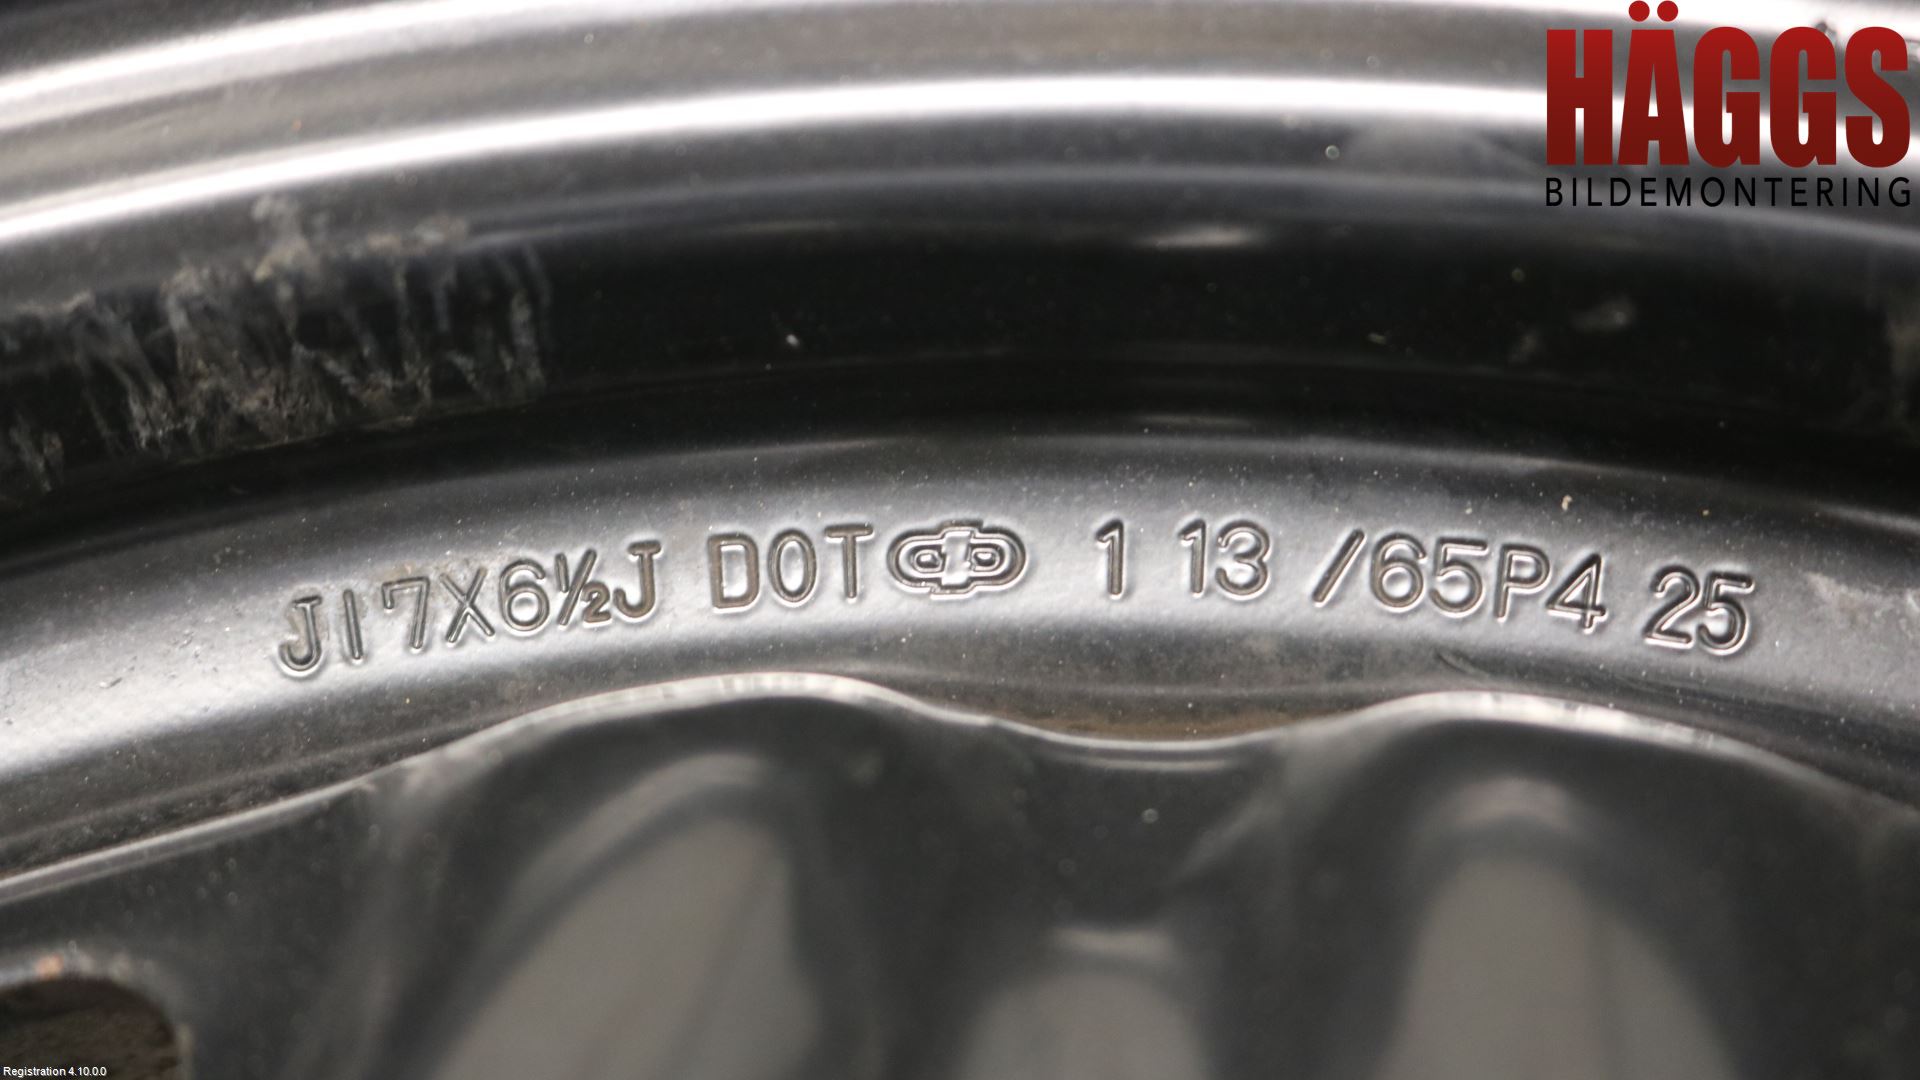 HÄGGS
BILDEMONTERING
J17X6½J DOT 1 13 /65P4 25
Registration 4.10.0.0